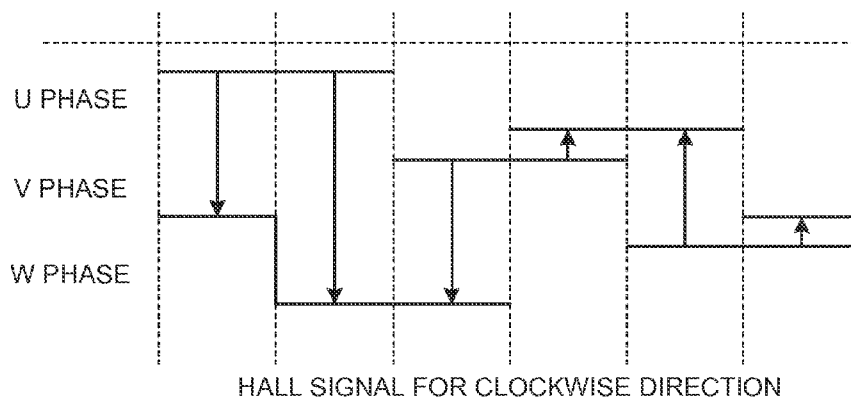 U PHASE
V PHASE
W PHASE
HALL SIGNAL FOR CLOCKWISE DIRECTION